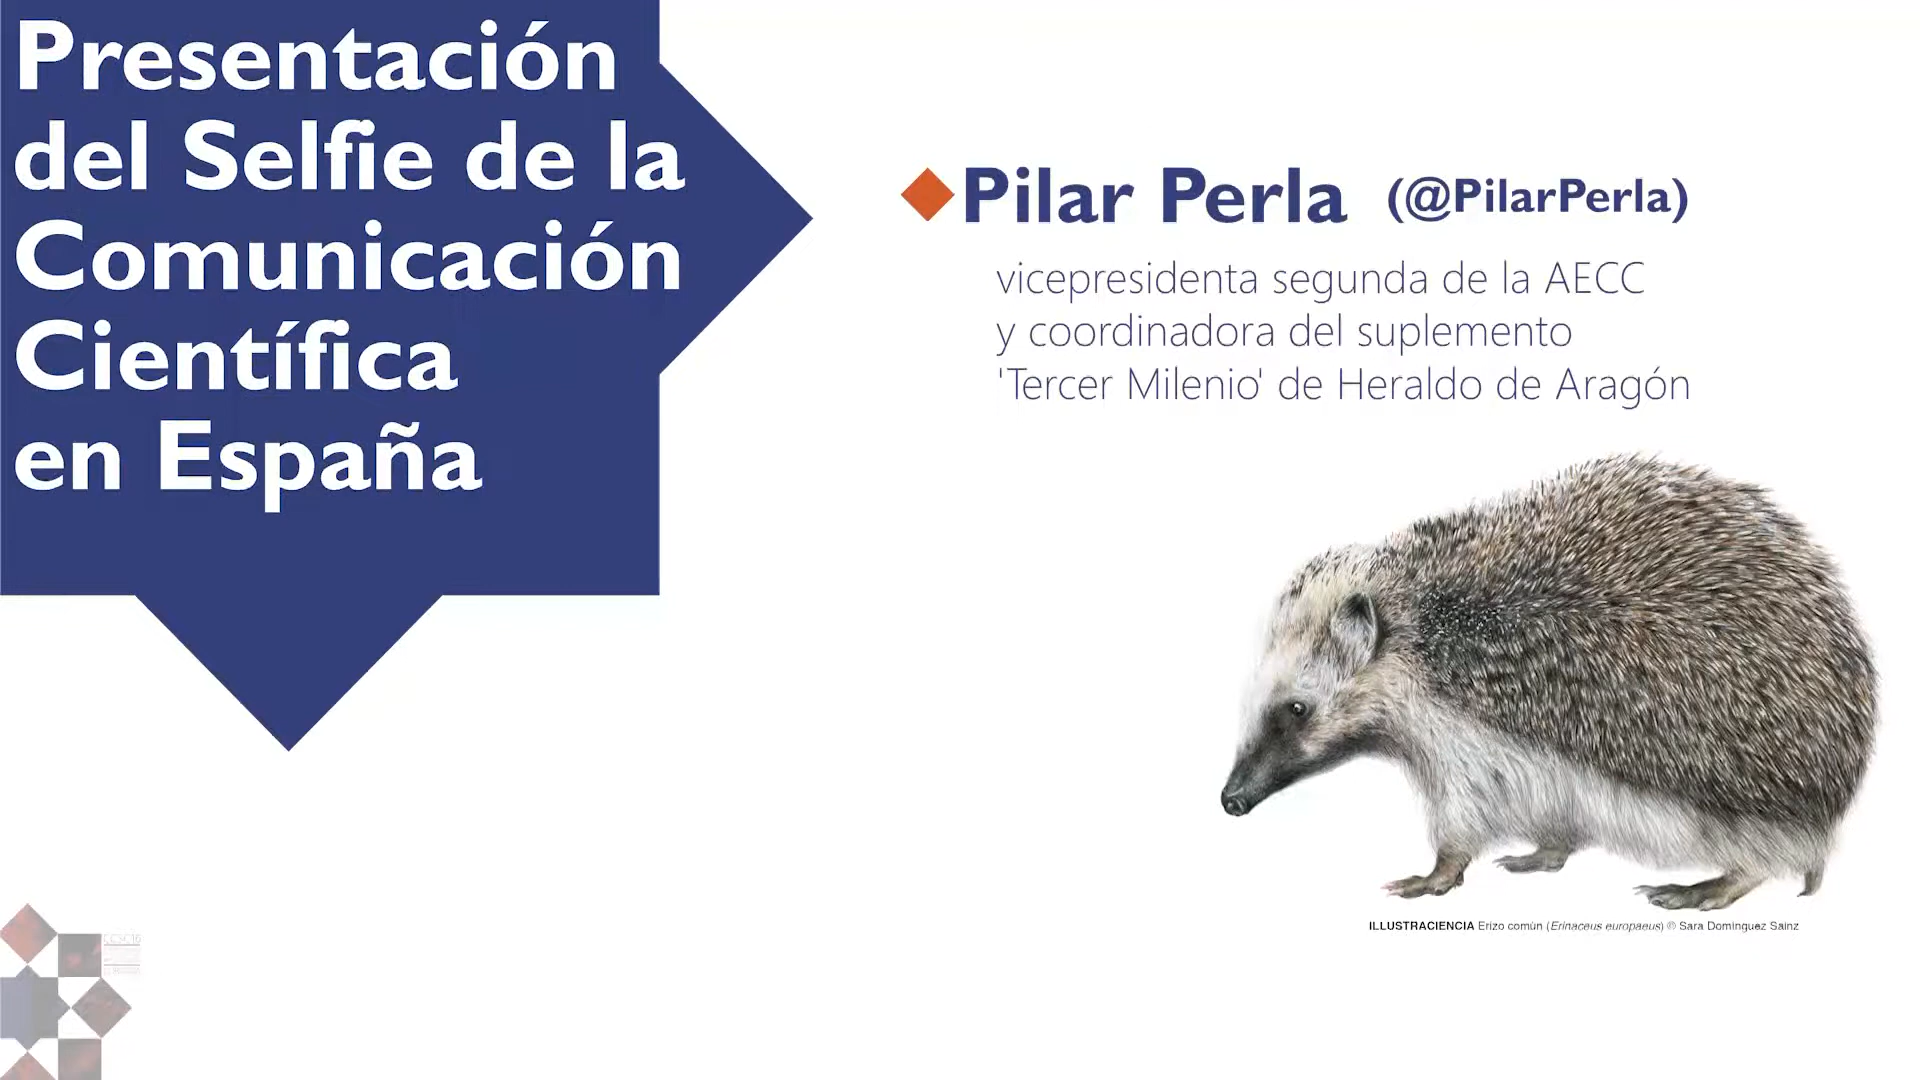 Presentación
del Selfie de la
Comunicación
Científica
en España
Pilar Perla (@PilarPerla)
vicepresidenta segunda de la AECC
y coordinadora del suplemento
'Tercer Milenio' de Heraldo de Aragón
ILLUSTRACIENCIA Erizo común (Erinaceus europaeus) © Sara Domínguez Sainz